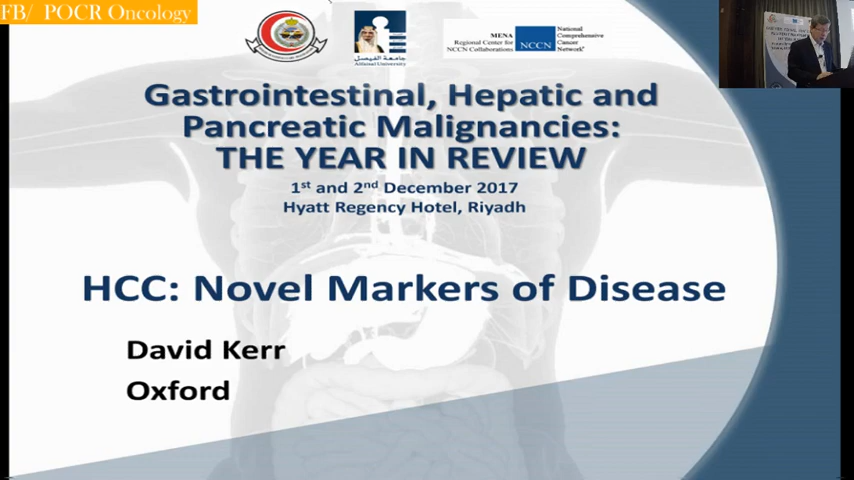 FB/ POCR Oncology
جامعة الفيصل
Alfaisal University
MENA
Regional Center for
NCCN Collaborations
NCCN
National
Comprehensive
Cancer
Network®
Gastrointestinal, Hepatic and
Pancreatic Malignancies:
THE YEAR IN REVIEW
1st and 2nd December 2017
Hyatt Regency Hotel, Riyadh
HCC: Novel Markers of Disease
David Kerr
Oxford